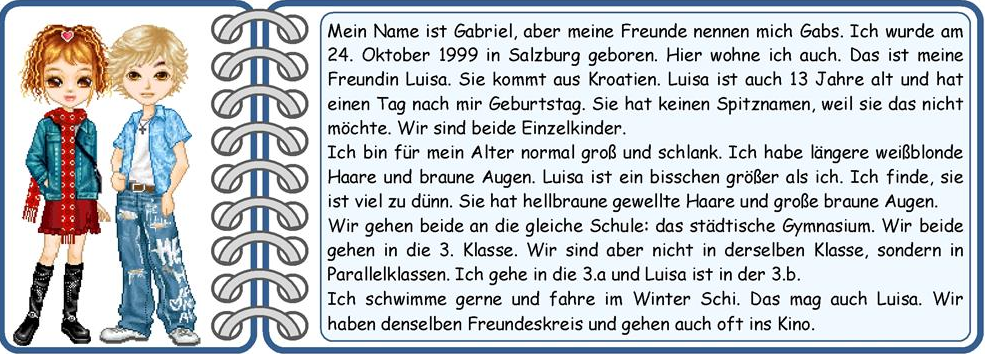 Mein Name ist Gabriel, aber meine Freunde nennen mich Gabs. Ich wurde am
24. Oktober 1999 in Salzburg geboren. Hier wohne ich auch. Das ist meine
Freundin Luisa. Sie kommt aus Kroatien. Luisa ist auch 13 Jahre alt und hat
einen Tag nach mir Geburtstag. Sie hat keinen Spitznamen, weil sie das nicht
möchte. Wir sind beide Einzelkinder.
Ich bin für mein Alter normal groß und schlank. Ich habe längere weißblonde
Haare und braune Augen. Luisa ist ein bisschen größer als ich. Ich finde, sie
ist viel zu dünn. Sie hat hellbraune gewellte Haare und große braune Augen.
Wir gehen beide an die gleiche Schule: das städtische Gymnasium. Wir beide
gehen in die 3. Klasse. Wir sind aber nicht in derselben Klasse, sondern in
Parallelklassen. Ich gehe in die 3.a und Luisa ist in der 3.b.
Ich schwimme gerne und fahre im Winter Schi. Das mag auch Luisa. Wir
haben denselben Freundeskreis und gehen auch oft ins Kino.